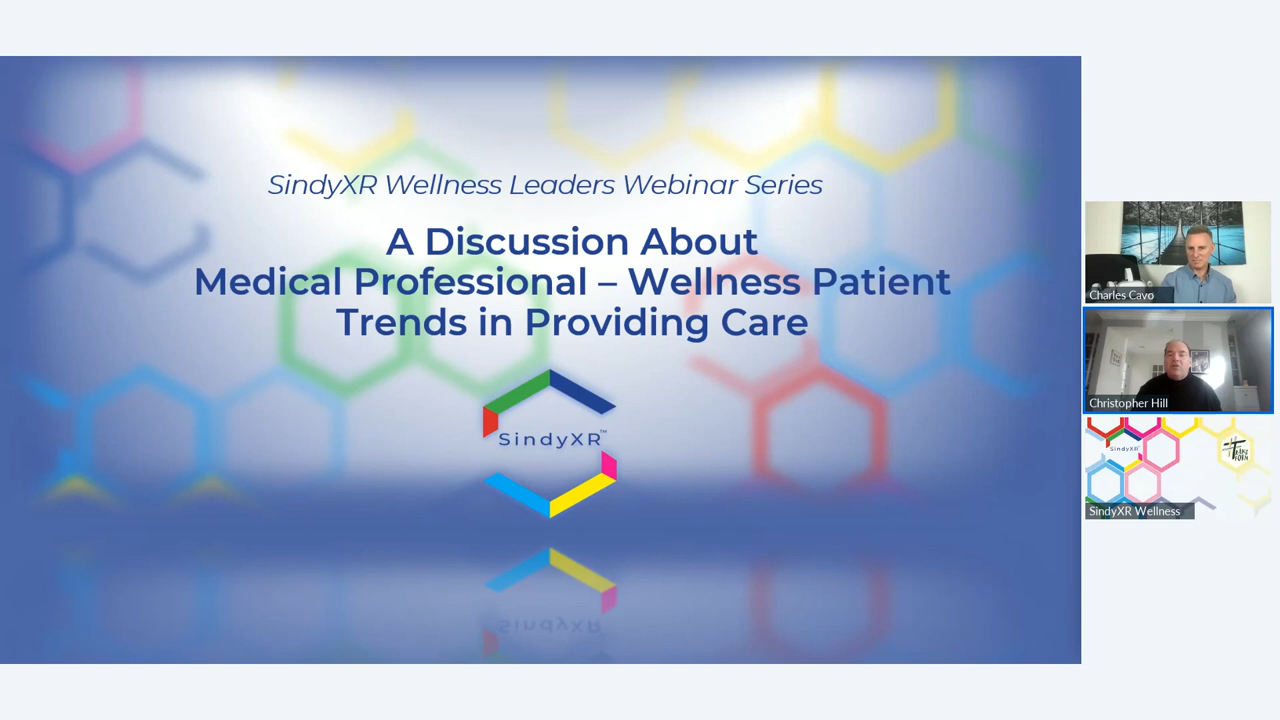 SindyXR Wellness Leaders Webinar Series
A Discussion About
Medical Professional – Wellness Patient
Trends in Providing Care
SindyXR™
Charles Cavo
Christopher Hill
SindyXR
SindyXR Wellness